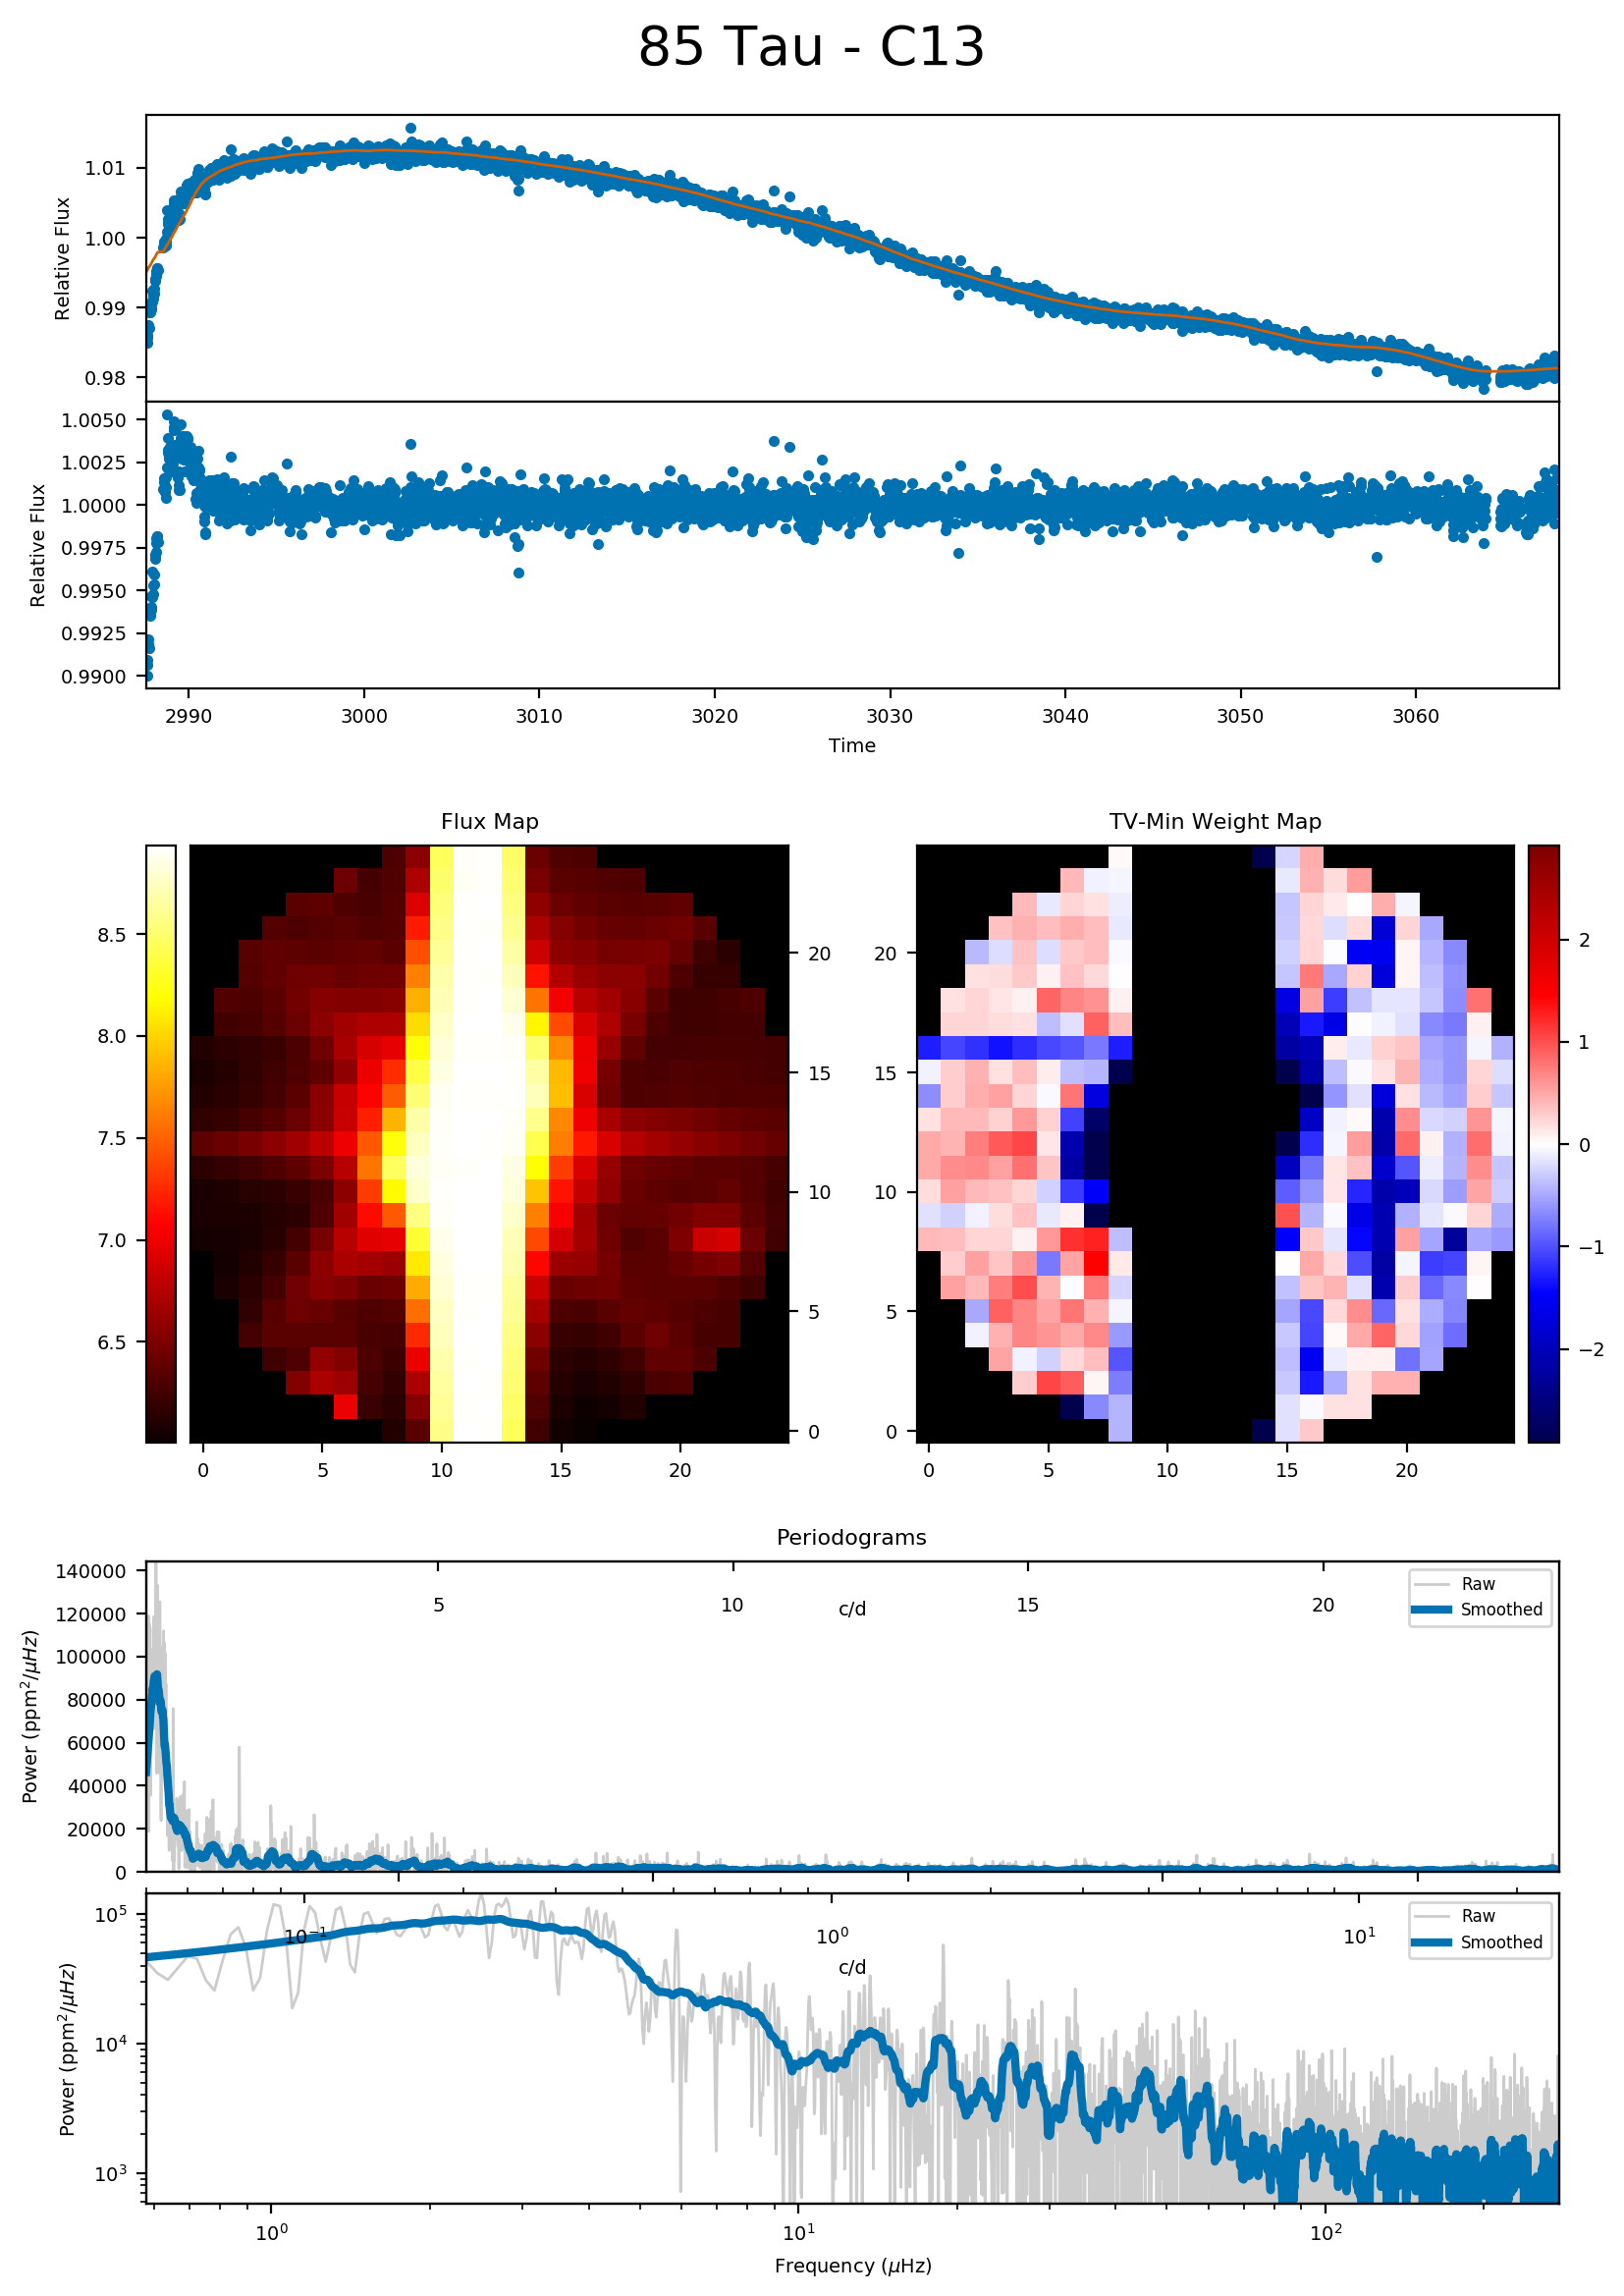 85 Tau - C13
Relative Flux
1.01
1.00
0.99
0.98
Relative Flux
1.0050
1.0025
1.0000
0.9975
0.9950
0.9925
0.9900
2990 3000 3010 3020 3030 3040 3050 3060
Time
Flux Map
8.5
8.0
7.5
7.0
6.5
20
15
10
5
0
0 5 10 15 20
TV-Min Weight Map
20
15
10
5
0
0 5 10 15 20
2
1
0
−1
−2
Periodograms
Power (ppm²/μHz)
140000
120000
100000
80000
60000
40000
20000
0
5 10 15 20
c/d
Raw
Smoothed
Power (ppm²/μHz)
10⁵
10⁴
10³
10⁻¹ 10⁰ 10¹
c/d
Raw
Smoothed
10⁰ 10¹ 10²
Frequency (μHz)